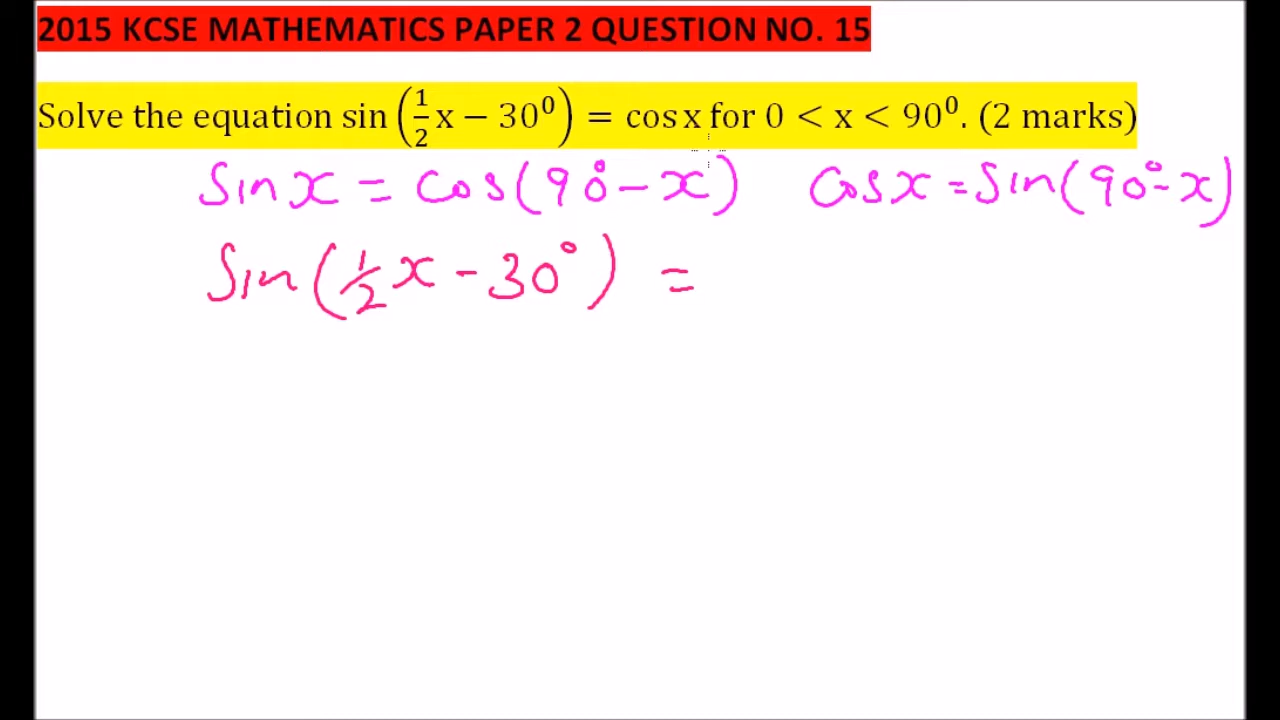 2015 KCSE MATHEMATICS PAPER 2 QUESTION NO. 15
Solve the equation sin (½x − 30⁰) = cos x for 0 < x < 90⁰. (2 marks)
Sin x = cos(90° − x) Cos x = Sin(90° − x)
Sin(½x − 30°) =